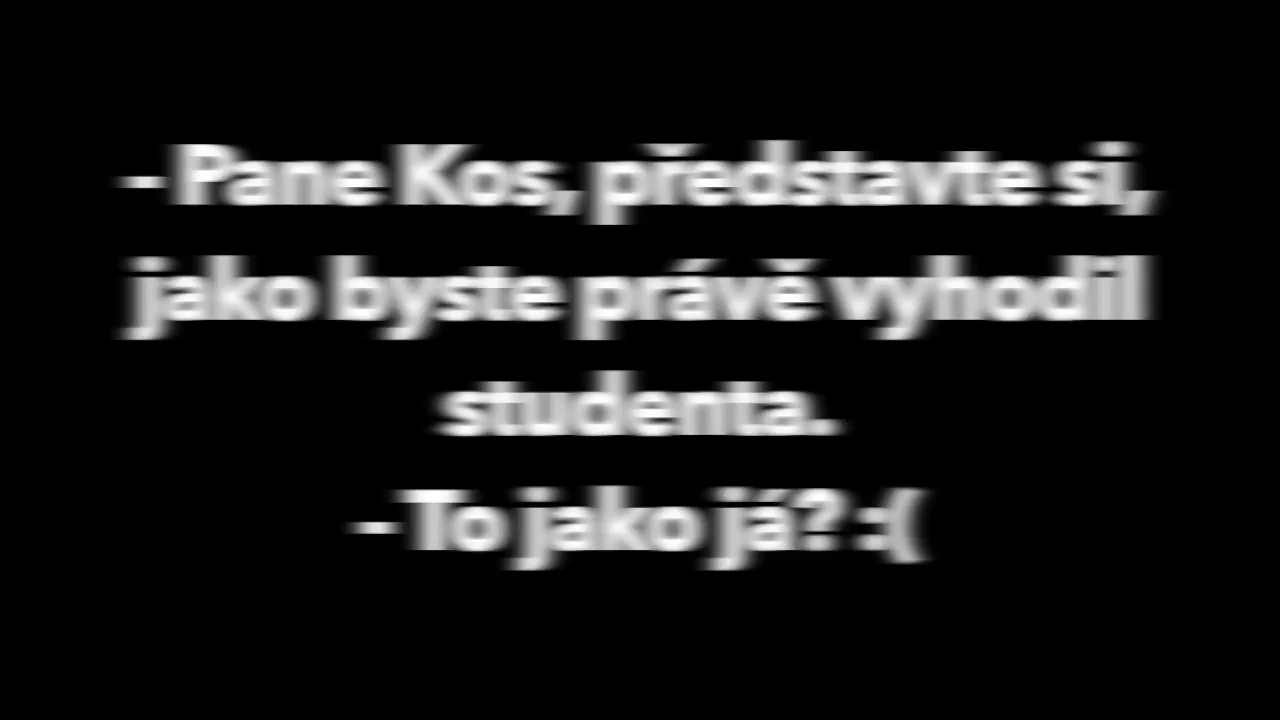 - Pane Kos, představte si,
jako byste právě vyhodil
studenta.
- To jako já? :(